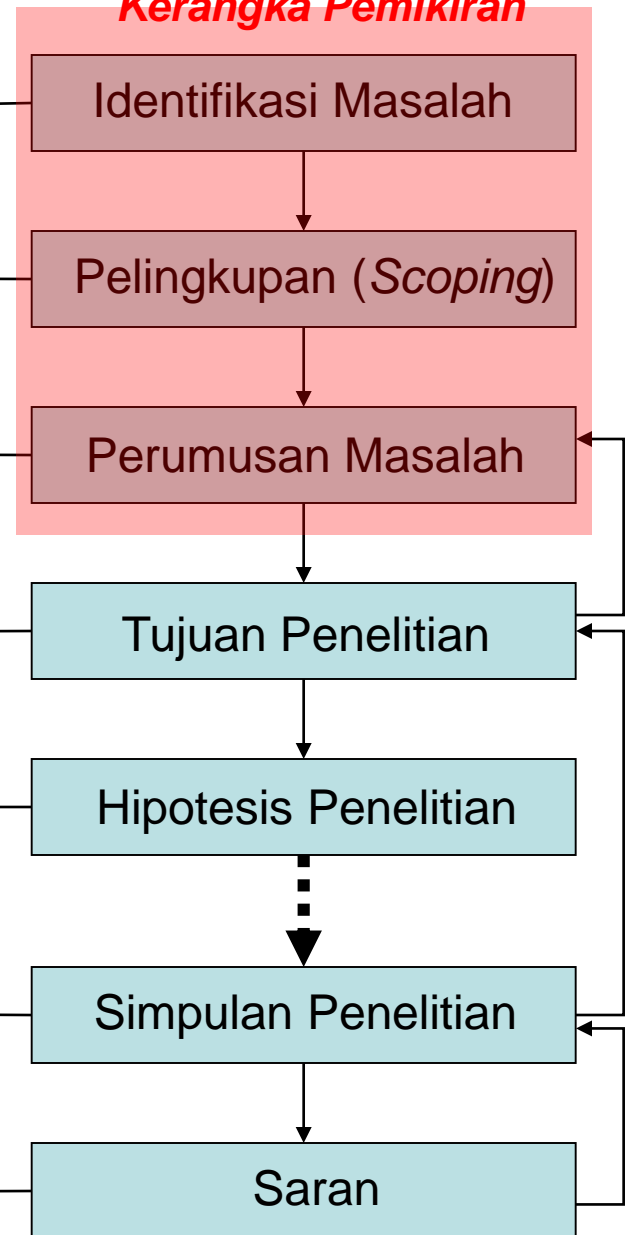 Kerangka Pemikiran
Identifikasi Masalah
Pelingkupan (Scoping)
Perumusan Masalah
Tujuan Penelitian
Hipotesis Penelitian
Simpulan Penelitian
Saran